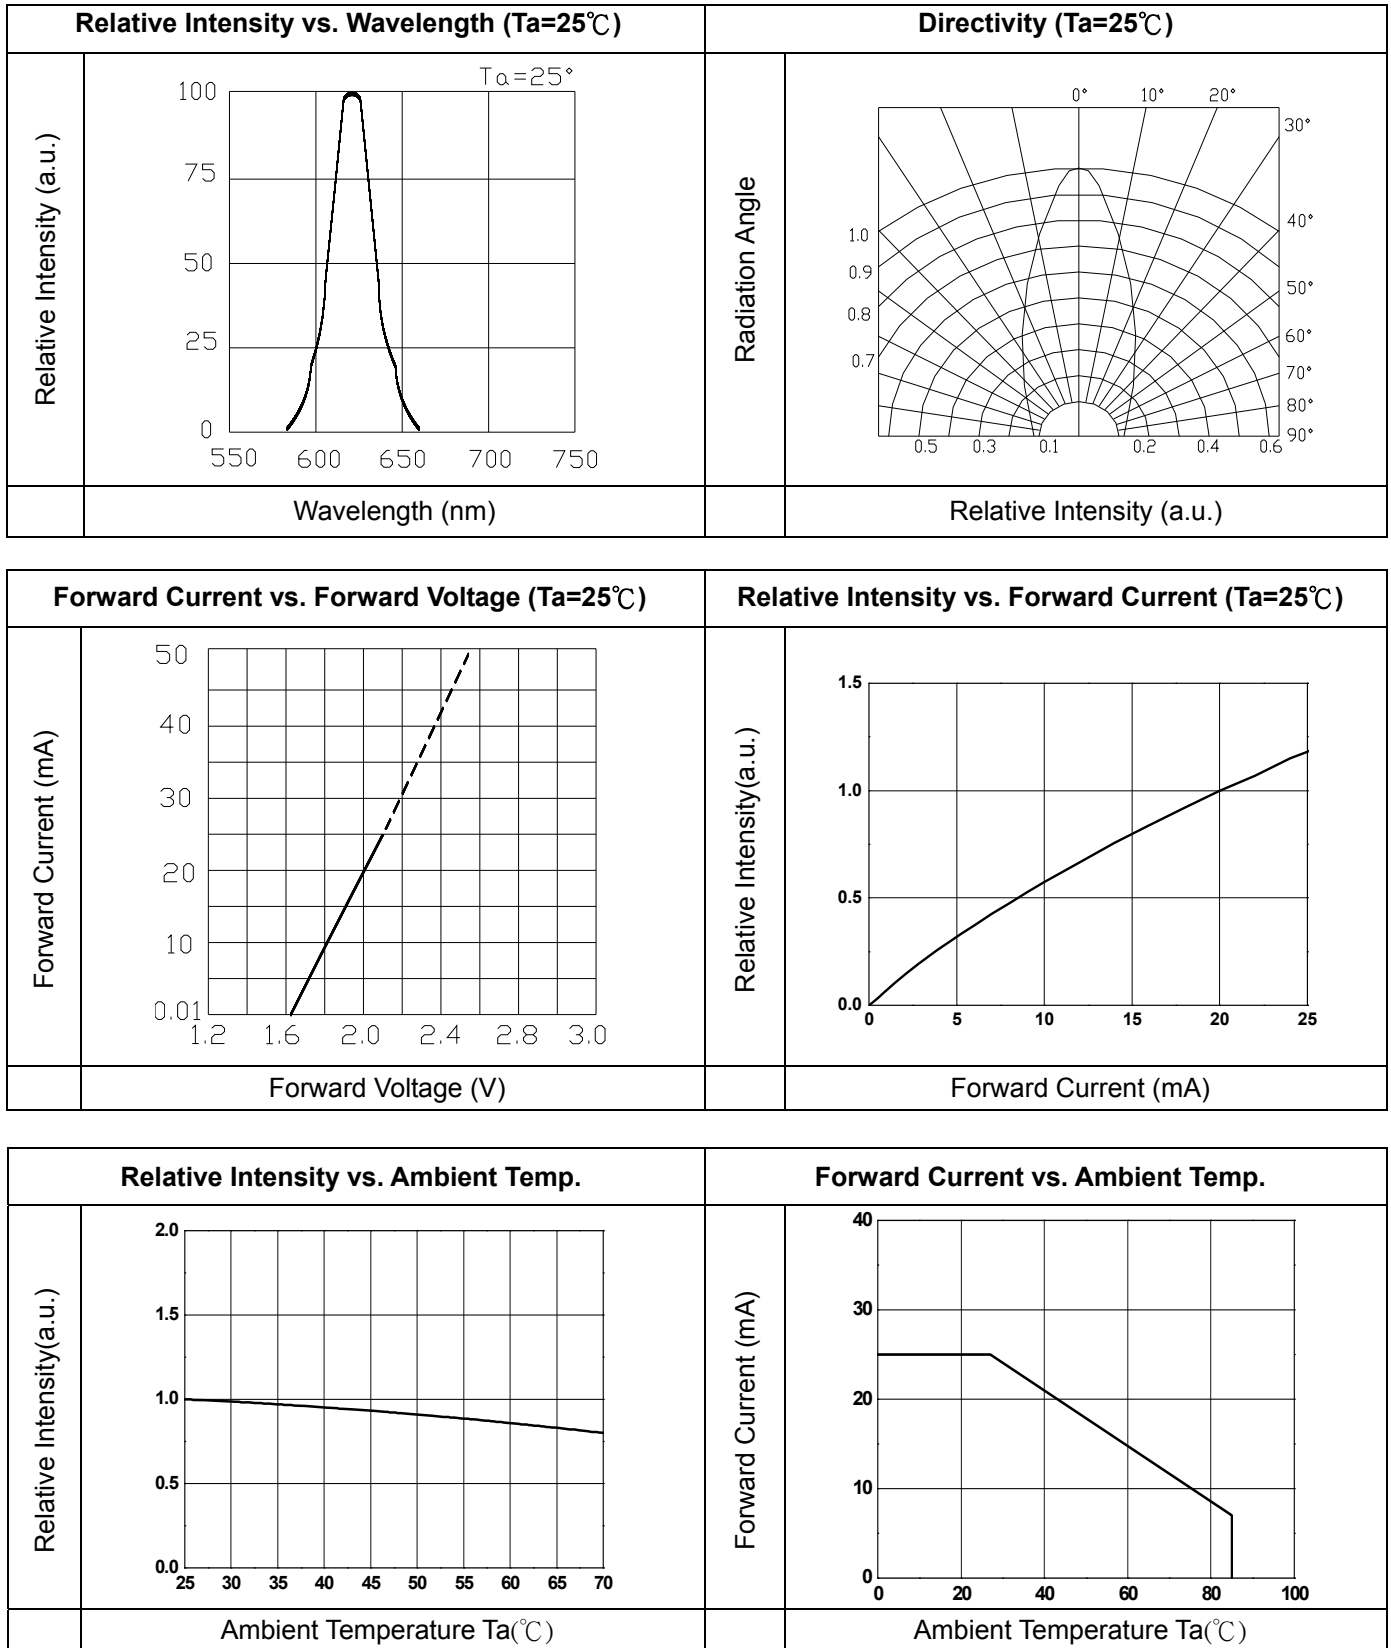 Relative Intensity vs. Wavelength (Ta=25℃)
Directivity (Ta=25℃)
Relative Intensity (a.u.)
Ta=25°
100
75
50
25
0
550 600 650 700 750
Wavelength (nm)
Radiation Angle
0° 10° 20°
30°
40°
50°
60°
70°
80°
90°
1.0
0.9
0.8
0.7
0.5 0.3 0.1 0.2 0.4 0.6
Relative Intensity (a.u.)
Forward Current vs. Forward Voltage (Ta=25℃)
Relative Intensity vs. Forward Current (Ta=25℃)
Forward Current (mA)
50
40
30
20
10
0.01
1.2 1.6 2.0 2.4 2.8 3.0
Forward Voltage (V)
Relative Intensity(a.u.)
1.5
1.0
0.5
0.0
0 5 10 15 20 25
Forward Current (mA)
Relative Intensity vs. Ambient Temp.
Forward Current vs. Ambient Temp.
Relative Intensity(a.u.)
2.0
1.5
1.0
0.5
0.0
25 30 35 40 45 50 55 60 65 70
Ambient Temperature Ta(℃)
Forward Current (mA)
40
30
20
10
0
0 20 40 60 80 100
Ambient Temperature Ta(℃)